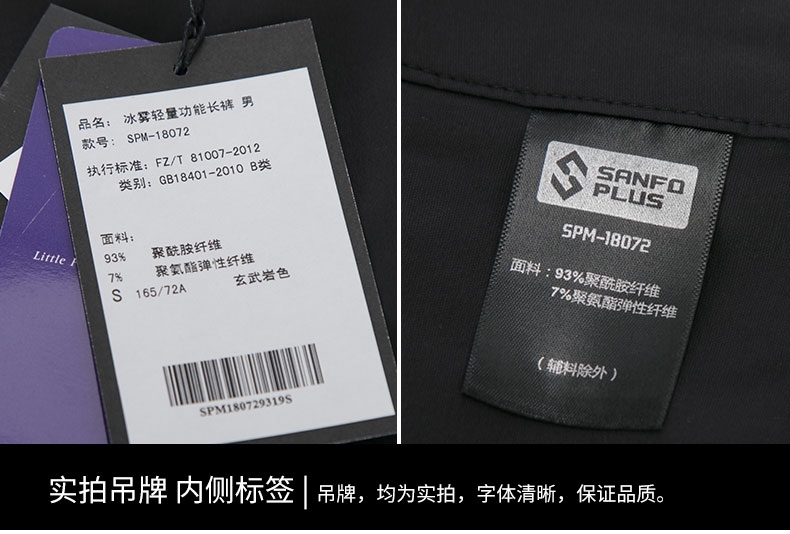 品名: 冰雾轻量功能长裤 男
款号: SPM-18072
执行标准: FZ/T 81007-2012
类别: GB18401-2010 B类
面料:
93% 聚酰胺纤维
7% 聚氨酯弹性纤维
S 165/72A 玄武岩色
SPM180729319S
Little
SANFO
PLUS
SPM-18072
面料：93%聚酰胺纤维
7%聚氨酯弹性纤维
(辅料除外)
实拍吊牌 内侧标签 | 吊牌，均为实拍，字体清晰，保证品质。